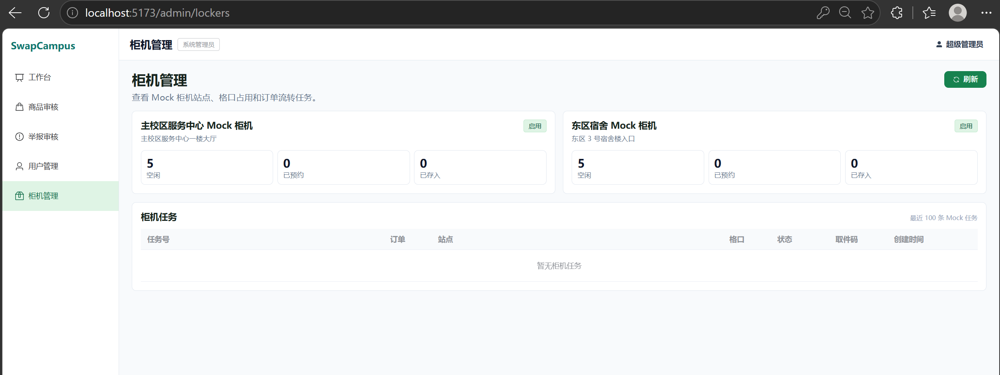 localhost:5173/admin/lockers
SwapCampus
工作台
商品审核
举报审核
用户管理
柜机管理
柜机管理 系统管理员
超级管理员
柜机管理
刷新
查看 Mock 柜机站点、格口占用和订单流转任务。
主校区服务中心 Mock 柜机
启用
主校区服务中心一楼大厅
5
空闲
0
已预约
0
已存入
东区宿舍 Mock 柜机
启用
东区 3 号宿舍楼入口
5
空闲
0
已预约
0
已存入
柜机任务
最近 100 条 Mock 任务
任务号 订单 站点 格口 状态 取件码 创建时间
暂无柜机任务